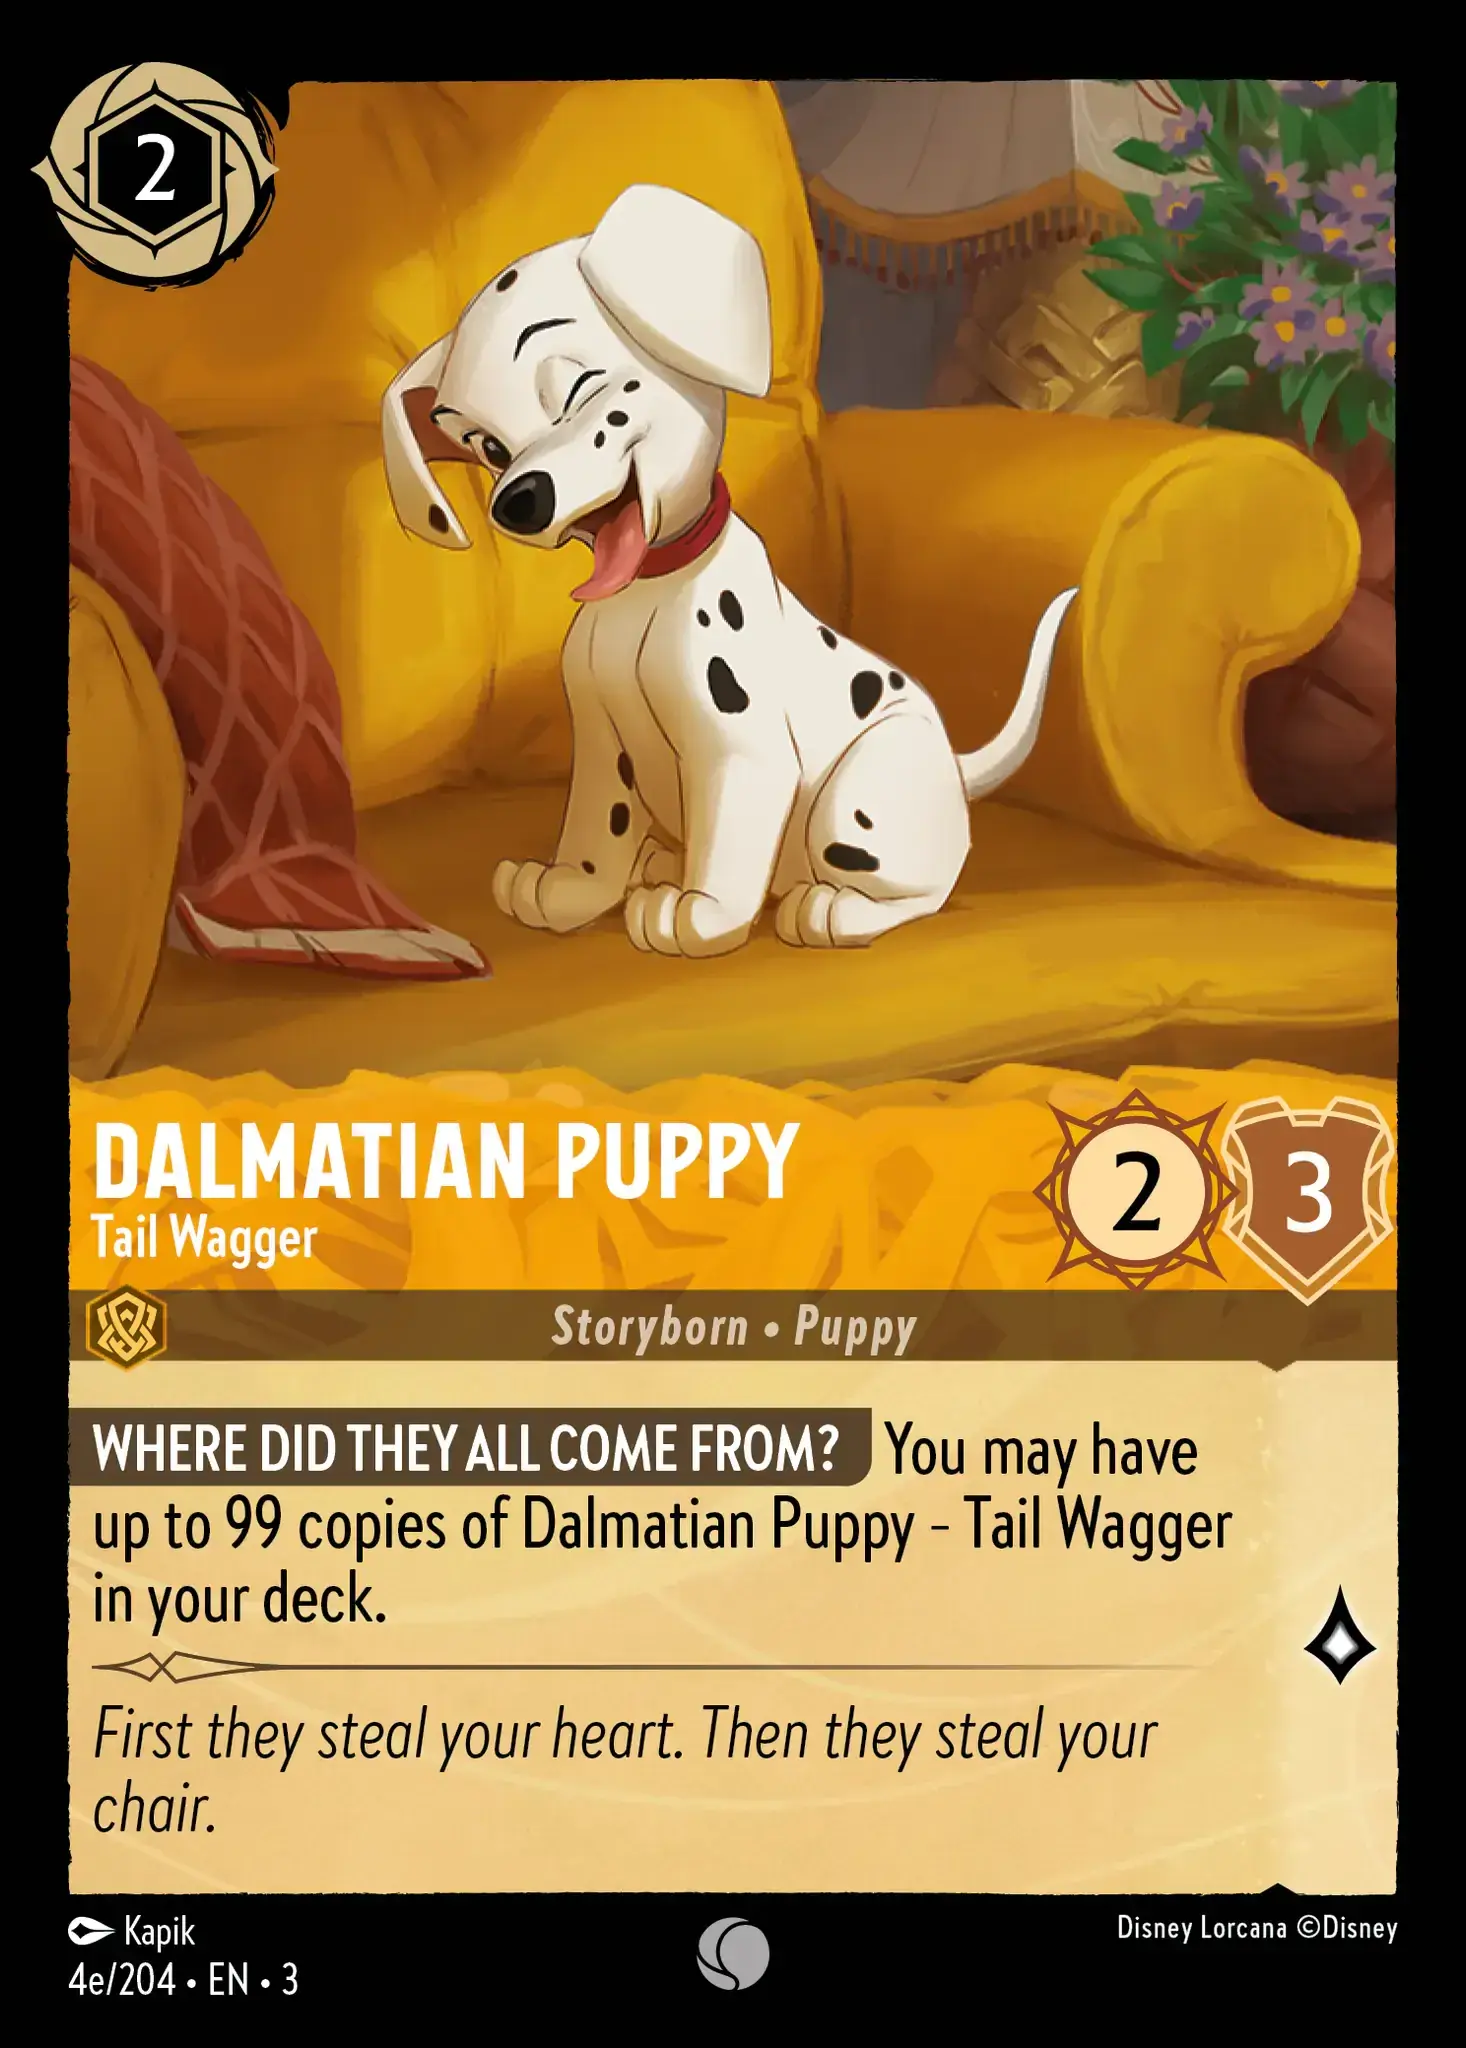 2
DALMATIAN PUPPY
Tail Wagger
2
3
Storyborn • Puppy
WHERE DID THEY ALL COME FROM? You may have
up to 99 copies of Dalmatian Puppy – Tail Wagger
in your deck.
First they steal your heart. Then they steal your
chair.
Kapik
Disney Lorcana ©Disney
4e/204 • EN • 3